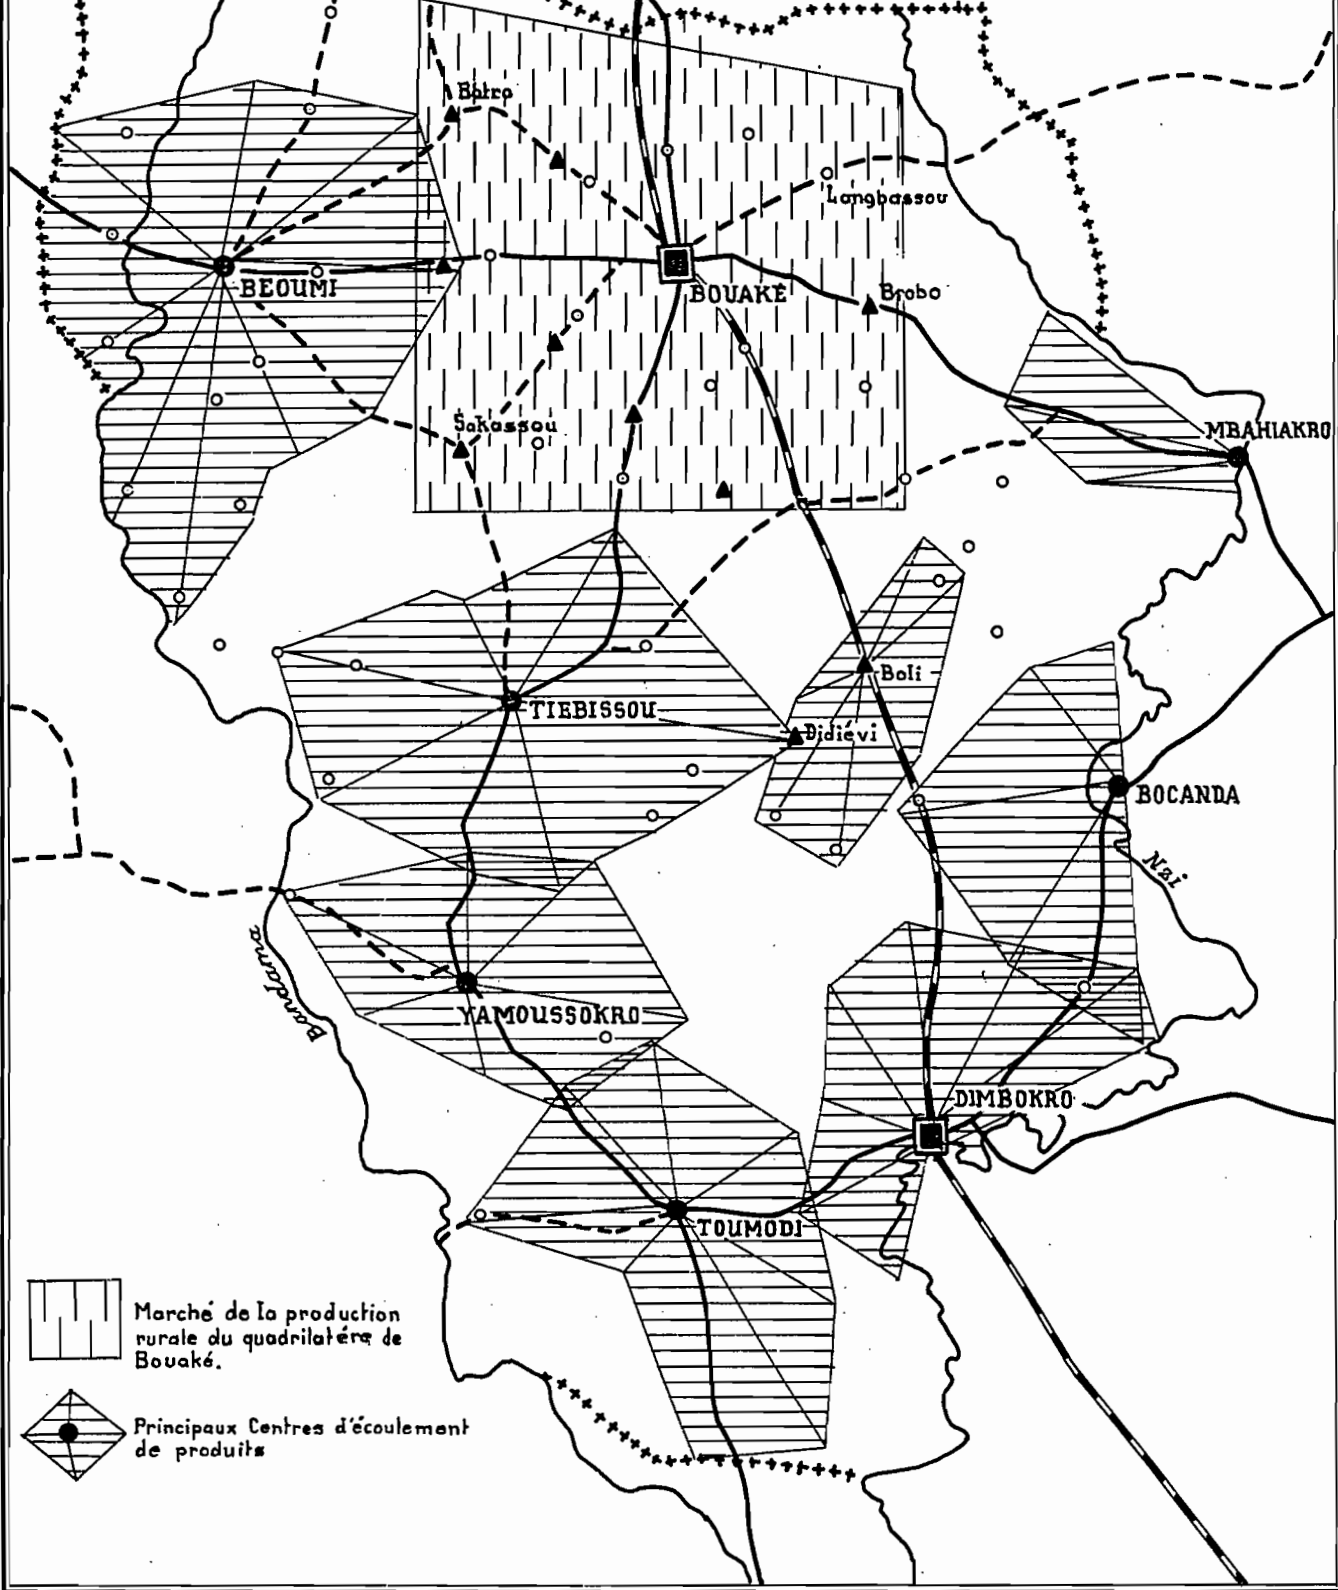 Botro
Langbassou
BEOUMI
BOUAKÉ
Brobo
Sakassou
MBAHIAKRO
Boli
TIEBISSOU
Didiévi
BOCANDA
Nzi
Bandama
YAMOUSSOKRO
DIMBOKRO
TOUMODI
Marché de la production
rurale du quadrilatère de
Bouaké.
Principaux Centres d'écoulement
de produits